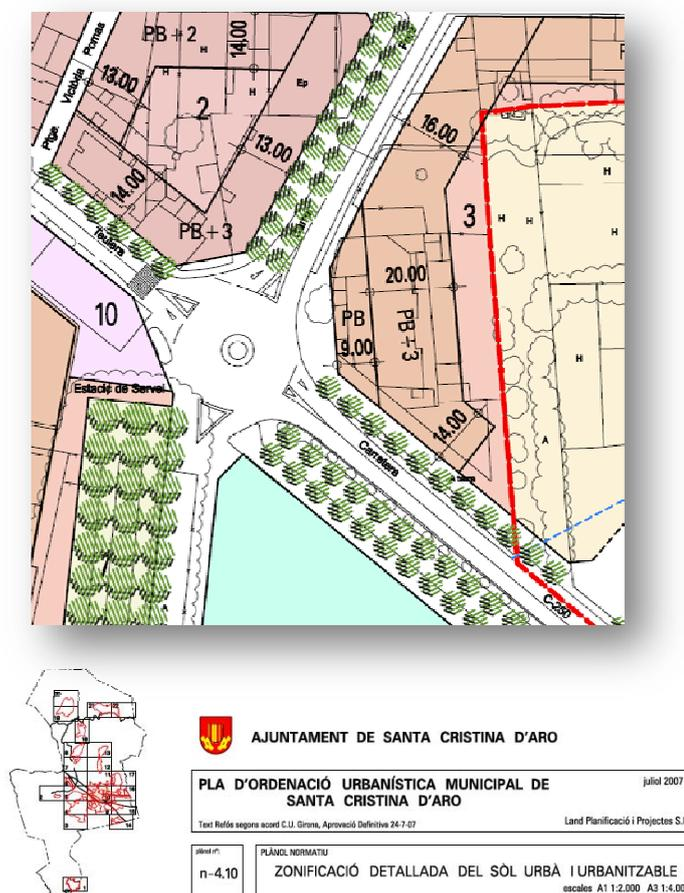 PB+2
H
14.00
Ptge. Victòria Pomas
13.00
H
H
Ep
2
13.00
16.00
14.00
H
3
H
H
H
PB+3
Teulera
20.00
10
PB
9.00
PB+3
H
Estació de Servei
14.00
Carretera
A
A
C-250
AJUNTAMENT DE SANTA CRISTINA D'ARO
PLA D'ORDENACIÓ URBANÍSTICA MUNICIPAL DE
SANTA CRISTINA D'ARO
juliol 2007
Text Refós segons acord C.U. Girona, Aprovació Definitiva 24-7-07
Land Planificació i Projectes S.
plànol nº:
n-4.10
PLÀNOL NORMATIU
ZONIFICACIÓ DETALLADA DEL SÒL URBÀ I URBANITZABLE
escales A1 1:2.000 A3 1:4.00